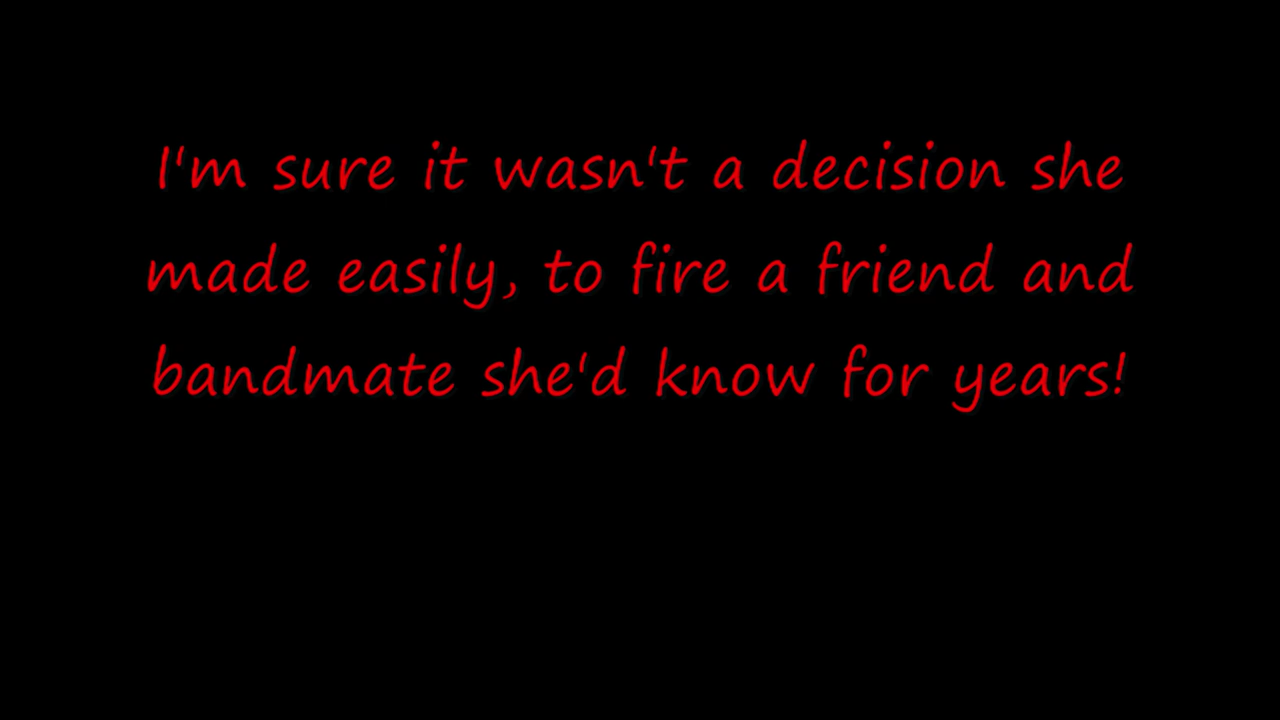 I'm sure it wasn't a decision she
made easily, to fire a friend and
bandmate she'd know for years!